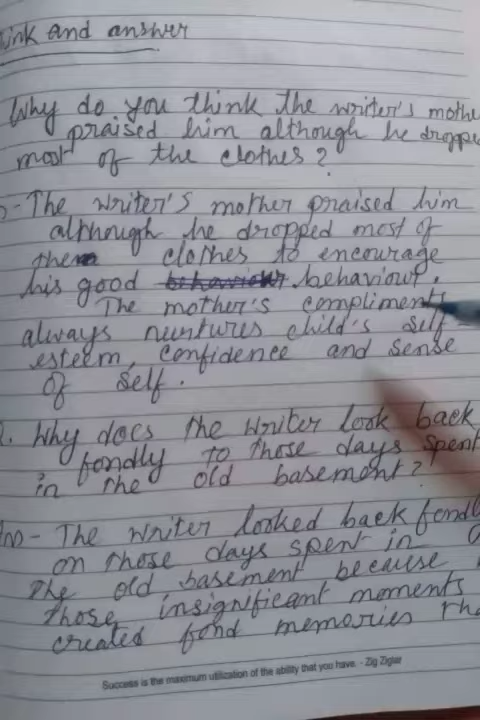 ink and answer
Why do you think the writer's mothe
praised him although he droppe
most of the clothes?
- The writer's mother praised him
although he dropped most of
them clothes to encourage
his good behaviour behaviour.
The mother's compliments
always nurtures child's self
esteem, confidence and sense
of self.
. Why does the writer look back
fondly to those days spent
in the old basement?
Ans - The writer looked back fondl
on those days spent in
the old basement because
those insignificant moments
created fond memories tha
Success is the maximum utilization of the ability that you have. - Zig Ziglar